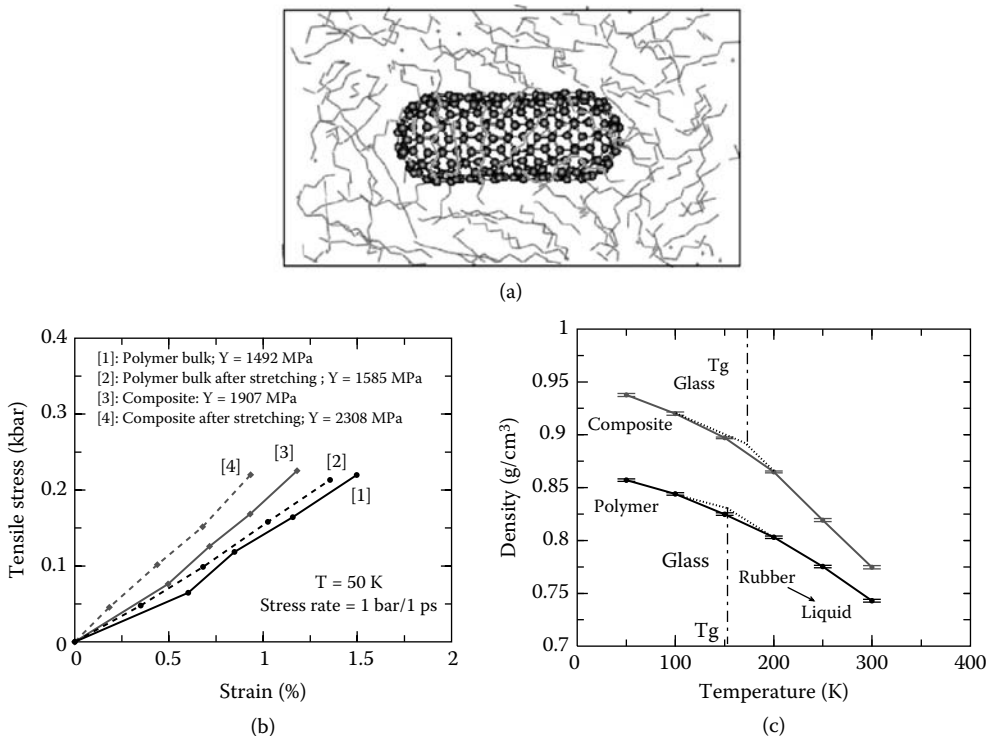 (a)
0.4
0.3
0.2
0.1
0
0
0.5
1
1.5
2
Tensile stress (kbar)
Strain (%)
[1]: Polymer bulk; Y = 1492 MPa
[2]: Polymer bulk after stretching ; Y = 1585 MPa
[3]: Composite: Y = 1907 MPa
[4]: Composite after stretching; Y = 2308 MPa
[4]
[3]
[2]
[1]
T = 50 K
Stress rate = 1 bar/1 ps
(b)
1
0.95
0.9
0.85
0.8
0.75
0.7
0
100
200
300
400
Density (g/cm³)
Temperature (K)
Tg
Glass
Composite
Polymer
Glass
Rubber
Liquid
Tg
(c)